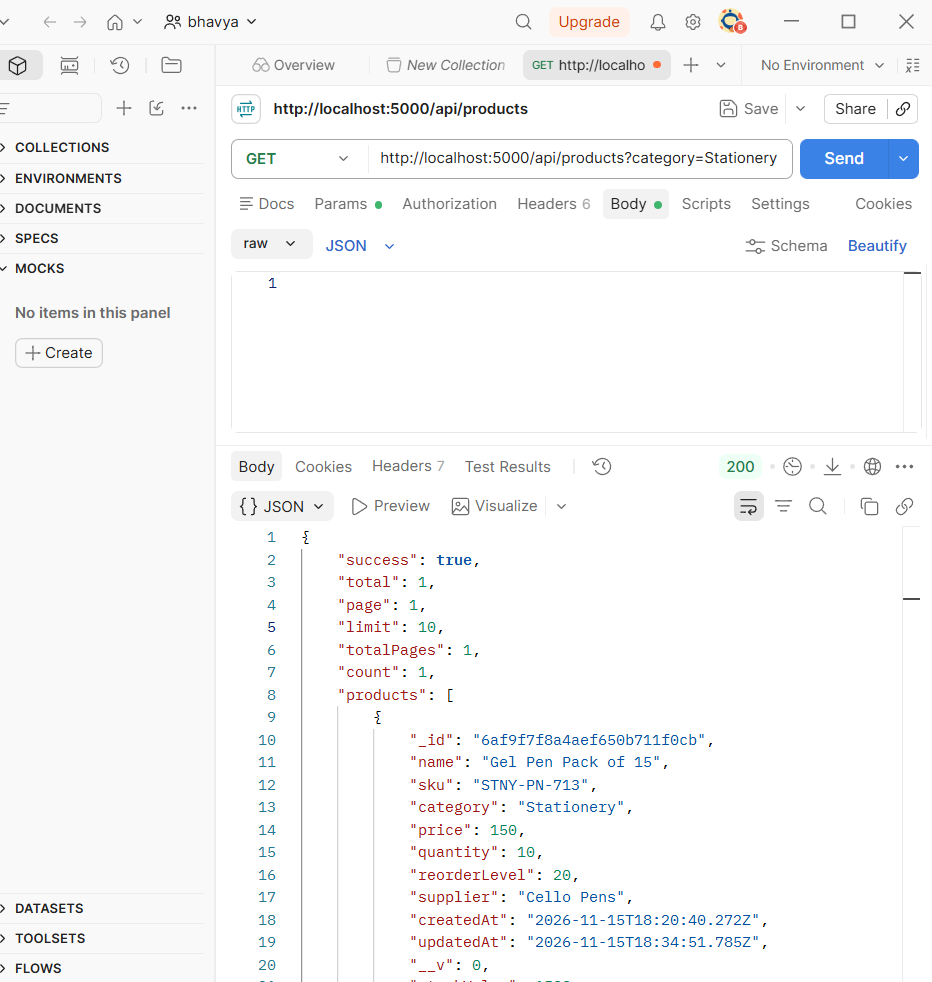 bhavya
Upgrade
8
Overview
New Collection
GET http://localho
No Environment
HTTP
http://localhost:5000/api/products
Save
Share
COLLECTIONS
ENVIRONMENTS
DOCUMENTS
SPECS
MOCKS
No items in this panel
Create
DATASETS
TOOLSETS
FLOWS
GET
http://localhost:5000/api/products?category=Stationery
Send
Docs Params Authorization Headers 6 Body Scripts Settings Cookies
raw JSON Schema Beautify
1
Body Cookies Headers 7 Test Results 200
{} JSON Preview Visualize
1 {
2 "success": true,
3 "total": 1,
4 "page": 1,
5 "limit": 10,
6 "totalPages": 1,
7 "count": 1,
8 "products": [
9 {
10 "_id": "6af9f7f8a4aef650b711f0cb",
11 "name": "Gel Pen Pack of 15",
12 "sku": "STNY-PN-713",
13 "category": "Stationery",
14 "price": 150,
15 "quantity": 10,
16 "reorderLevel": 20,
17 "supplier": "Cello Pens",
18 "createdAt": "2026-11-15T18:20:40.272Z",
19 "updatedAt": "2026-11-15T18:34:51.785Z",
20 "__v": 0,